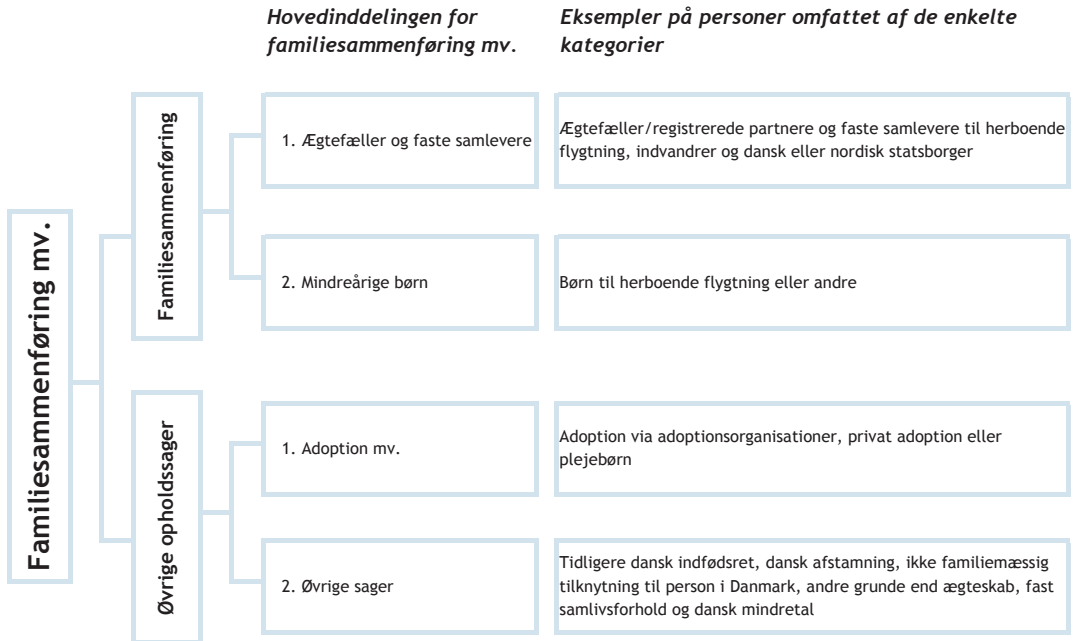 Hovedinddelingen for
familiesammenføring mv.
Eksempler på personer omfattet af de enkelte
kategorier
Familiesammenføring mv.
Familiesammenføring
1. Ægtefæller og faste samlevere
Ægtefæller/registrerede partnere og faste samlevere til herboende
flygtning, indvandrer og dansk eller nordisk statsborger
2. Mindreårige børn
Børn til herboende flygtning eller andre
Øvrige opholdssager
1. Adoption mv.
Adoption via adoptionsorganisationer, privat adoption eller
plejebørn
2. Øvrige sager
Tidligere dansk indfødsret, dansk afstamning, ikke familiemæssig
tilknytning til person i Danmark, andre grunde end ægteskab, fast
samlivsforhold og dansk mindretal